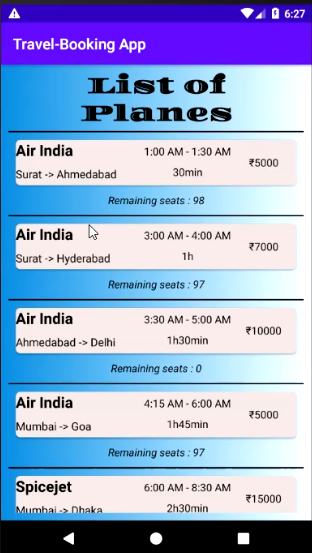 6:27
Travel-Booking App
List of
Planes
Air India 1:00 AM - 1:30 AM ₹5000
Surat -> Ahmedabad 30min
Remaining seats : 98
Air India 3:00 AM - 4:00 AM ₹7000
Surat -> Hyderabad 1h
Remaining seats : 97
Air India 3:30 AM - 5:00 AM ₹10000
Ahmedabad -> Delhi 1h30min
Remaining seats : 0
Air India 4:15 AM - 6:00 AM ₹5000
Mumbai -> Goa 1h45min
Remaining seats : 97
Spicejet 6:00 AM - 8:30 AM ₹15000
Mumbai -> Dhaka 2h30min